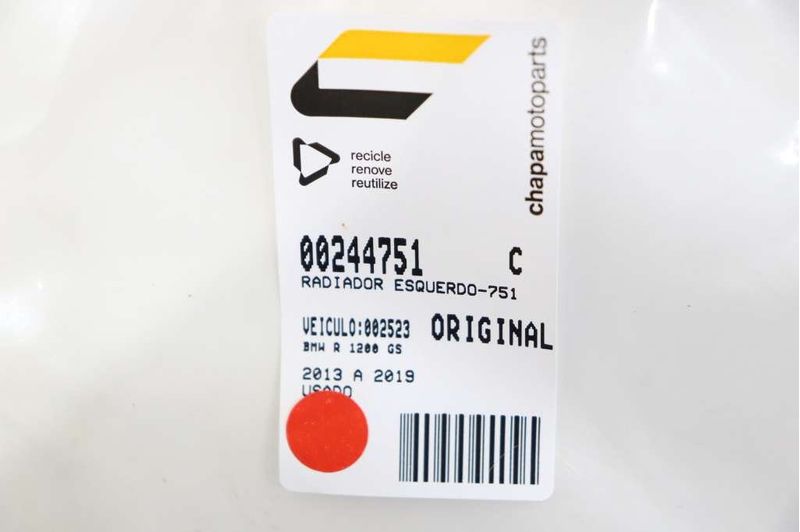 chapamotoparts
recicle
renove
reutilize
00244751 C
RADIADOR ESQUERDO-751
VEICULO:002523 ORIGINAL
BMW R 1200 GS
2013 A 2019
USADO